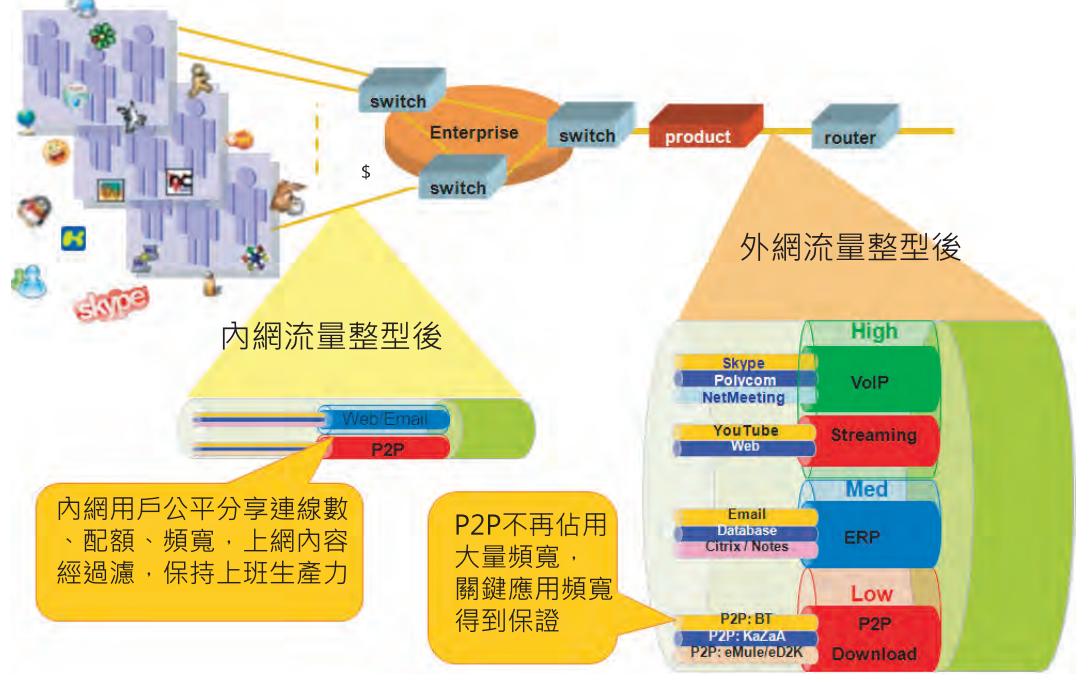 switch
Enterprise
switch
product
router
$
switch
skype
外網流量整型後
內網流量整型後
High
Skype
Polycom
NetMeeting
VoIP
YouTube
Web
Streaming
Web/Email
P2P
Med
Email
Database
Citrix / Notes
ERP
Low
P2P: BT
P2P: KaZaA
P2P: eMule/eD2K
P2P
Download
內網用戶公平分享連線數
、配額、頻寬，上網內容
經過濾，保持上班生產力
P2P不再佔用
大量頻寬，
關鍵應用頻寬
得到保證